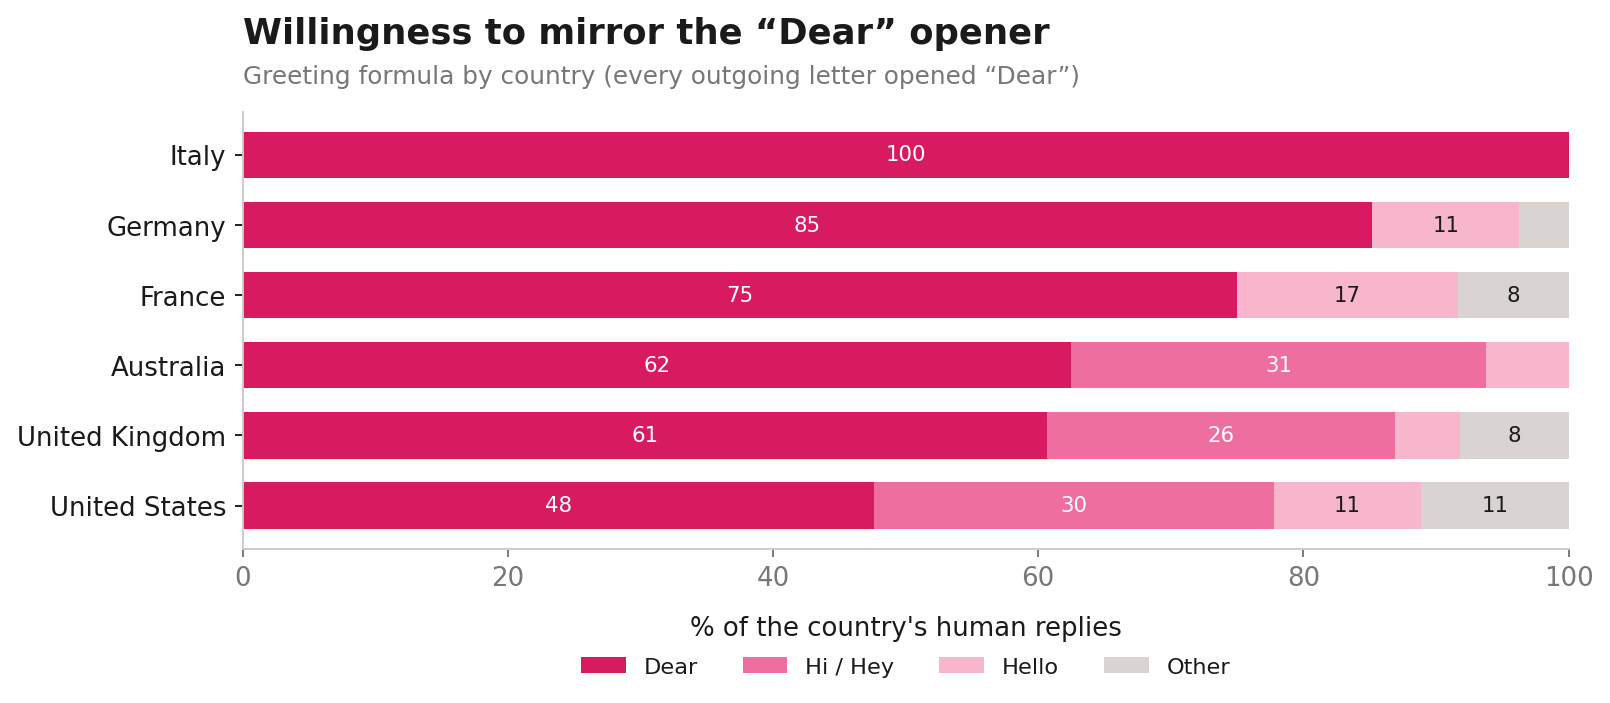 Willingness to mirror the “Dear” opener
Greeting formula by country (every outgoing letter opened “Dear”)
Italy 100
Germany 85 11
France 75 17 8
Australia 62 31
United Kingdom 61 26 8
United States 48 30 11 11
0 20 40 60 80 100
% of the country's human replies
Dear Hi / Hey Hello Other